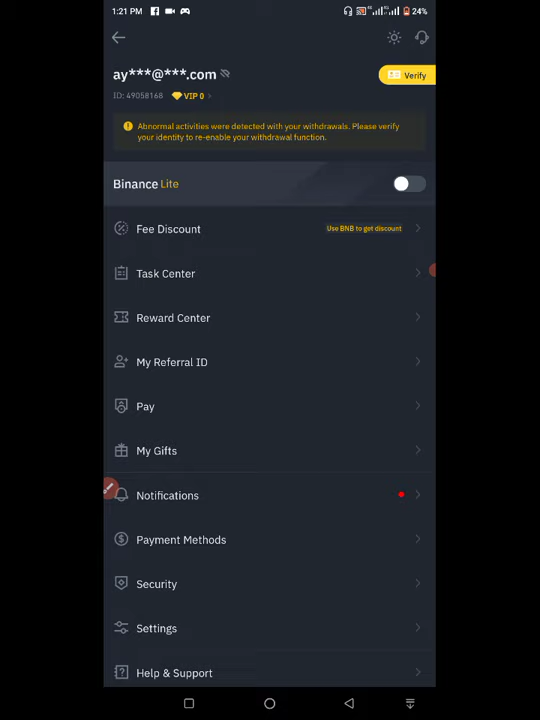 1:21 PM 24%
ay***@***.com
Verify
ID: 49058168 VIP 0
Abnormal activities were detected with your withdrawals. Please verify
your identity to re-enable your withdrawal function.
Binance Lite
Fee Discount Use BNB to get discount
Task Center
Reward Center
My Referral ID
Pay
My Gifts
Notifications
Payment Methods
Security
Settings
Help & Support